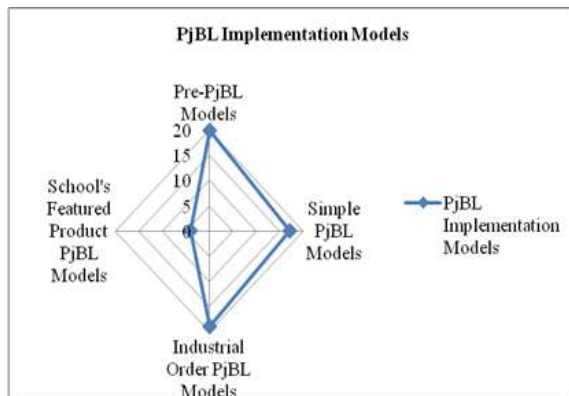 PjBL Implementation Models
Pre-PjBL
Models
20
15
10
5
0
School's
Featured
Product
PjBL
Models
Simple
PjBL
Models
Industrial
Order PjBL
Models
PjBL
Implementation
Models